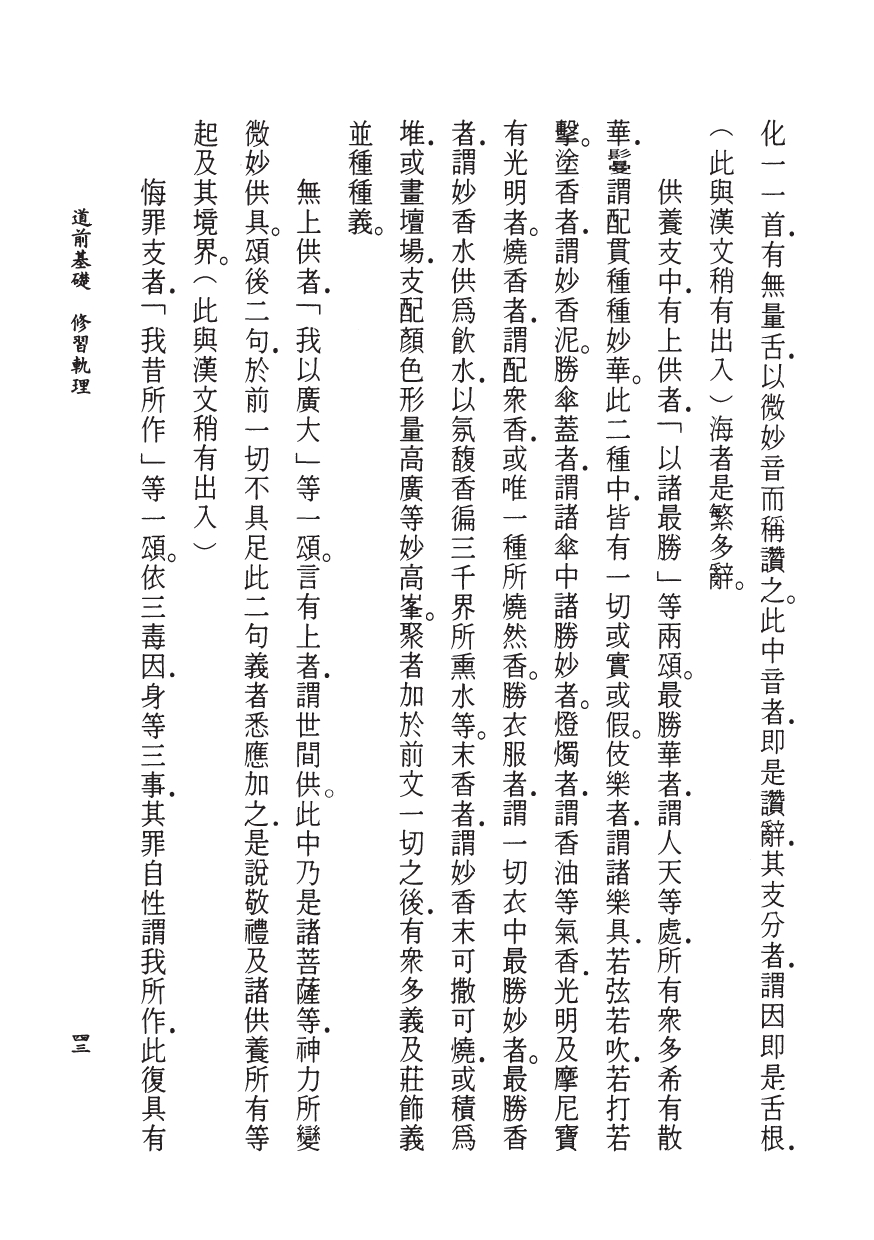 化一一首．有無量舌．以微妙音而稱讚之。此中音者．即是讚辭．其支分者．謂因即是舌根．
（此與漢文稍有出入）海者是繁多辭。
供養支中．有上供者．「以諸最勝」等兩頌。最勝華者．謂人天等處．所有眾多希有散
華．鬘謂配貫種種妙華。此二種中．皆有一切或實或假。伎樂者．謂諸樂具．若弦若吹．若打若
擊。塗香者．謂妙香泥。勝傘蓋者．謂諸傘中諸勝妙者。燈燭者．謂香油等氣香．光明及摩尼寶
有光明者。燒香者．謂配眾香．或唯一種所燒然香。勝衣服者．謂一切衣中最勝妙者。最勝香
者．謂妙香水供爲飲水．以氛馥香徧三千界所熏水等。末香者．謂妙香末可撒可燒．或積爲
堆．或畫壇場．支配顏色形量高廣等妙高峯。聚者加於前文一切之後．有眾多義及莊飾義
並種種義。
無上供者．「我以廣大」等一頌。言有上者．謂世間供。此中乃是諸菩薩等．神力所變
微妙供具。頌後二句．於前一切不具足此二句義者悉應加之．是說敬禮及諸供養所有等
起及其境界。（此與漢文稍有出入）
悔罪支者．「我昔所作」等一頌。依三毒因．身等三事．其罪自性謂我所作．此復具有
道前基礎　修習軌理
四三